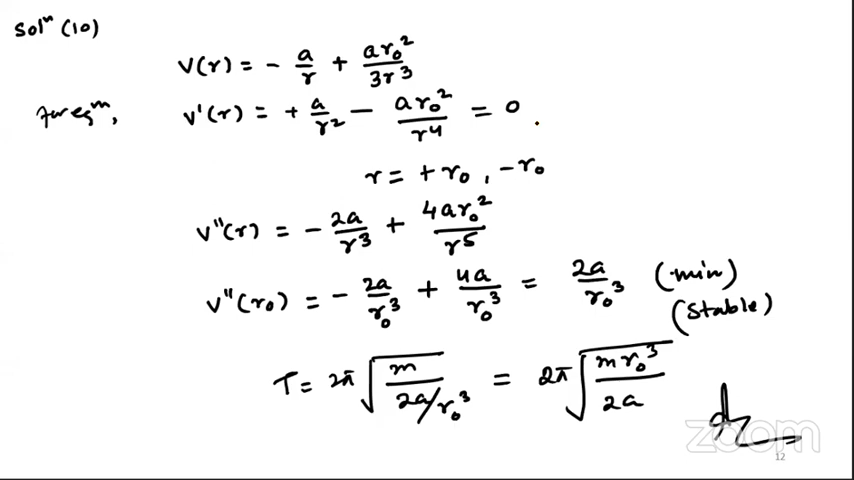 Solⁿ (10)
V(r) = - a/r + ar₀²/3r³
For eqᵐ, V'(r) = + a/r² - ar₀²/r⁴ = 0
r = + r₀, - r₀
V''(r) = - 2a/r³ + 4ar₀²/r⁵
V''(r₀) = - 2a/r₀³ + 4a/r₀³ = 2a/r₀³ (min)
(Stable)
T = 2π √(m/(2a/r₀³)) = 2π √(mr₀³/2a)
zoom
12